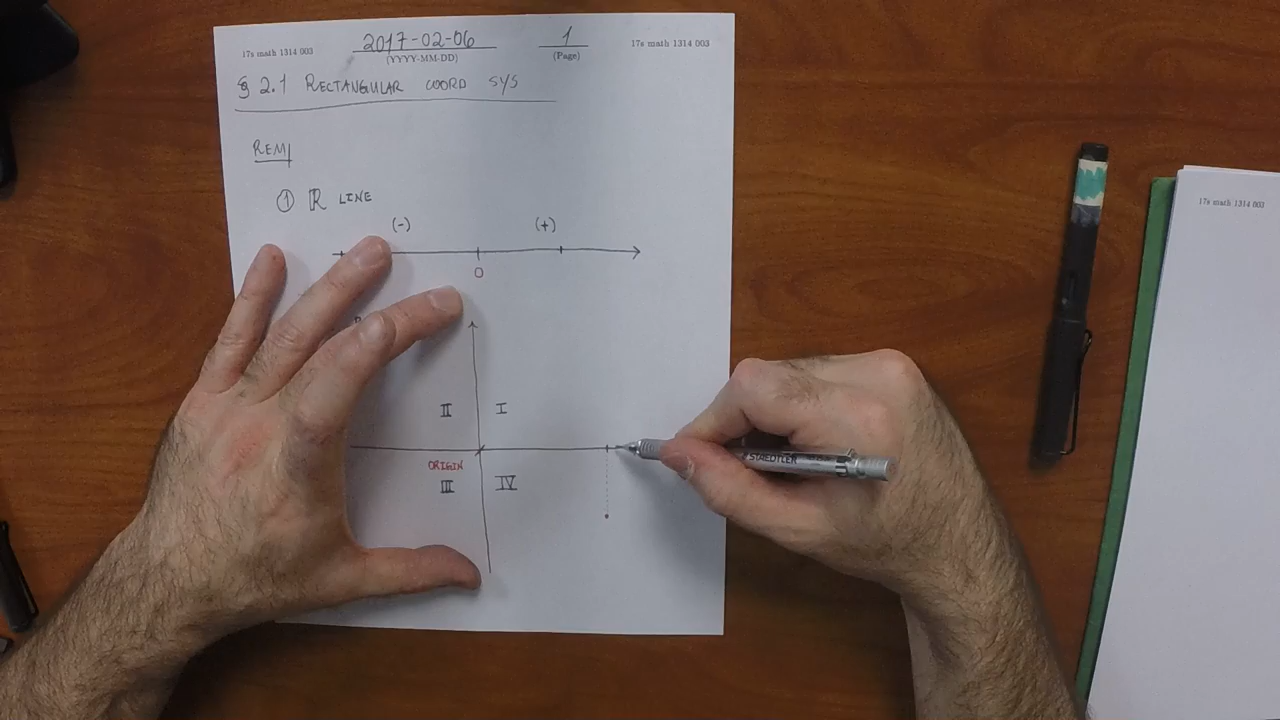 17s math 1314 003 2017-02-06 1 17s math 1314 003
(YYYY-MM-DD) (Page)
§ 2.1 RECTANGULAR COORD SYS
REM
① ℝ LINE
(-) (+)
0
II I
ORIGIN
III IV
STAEDTLER
17s math 1314 003